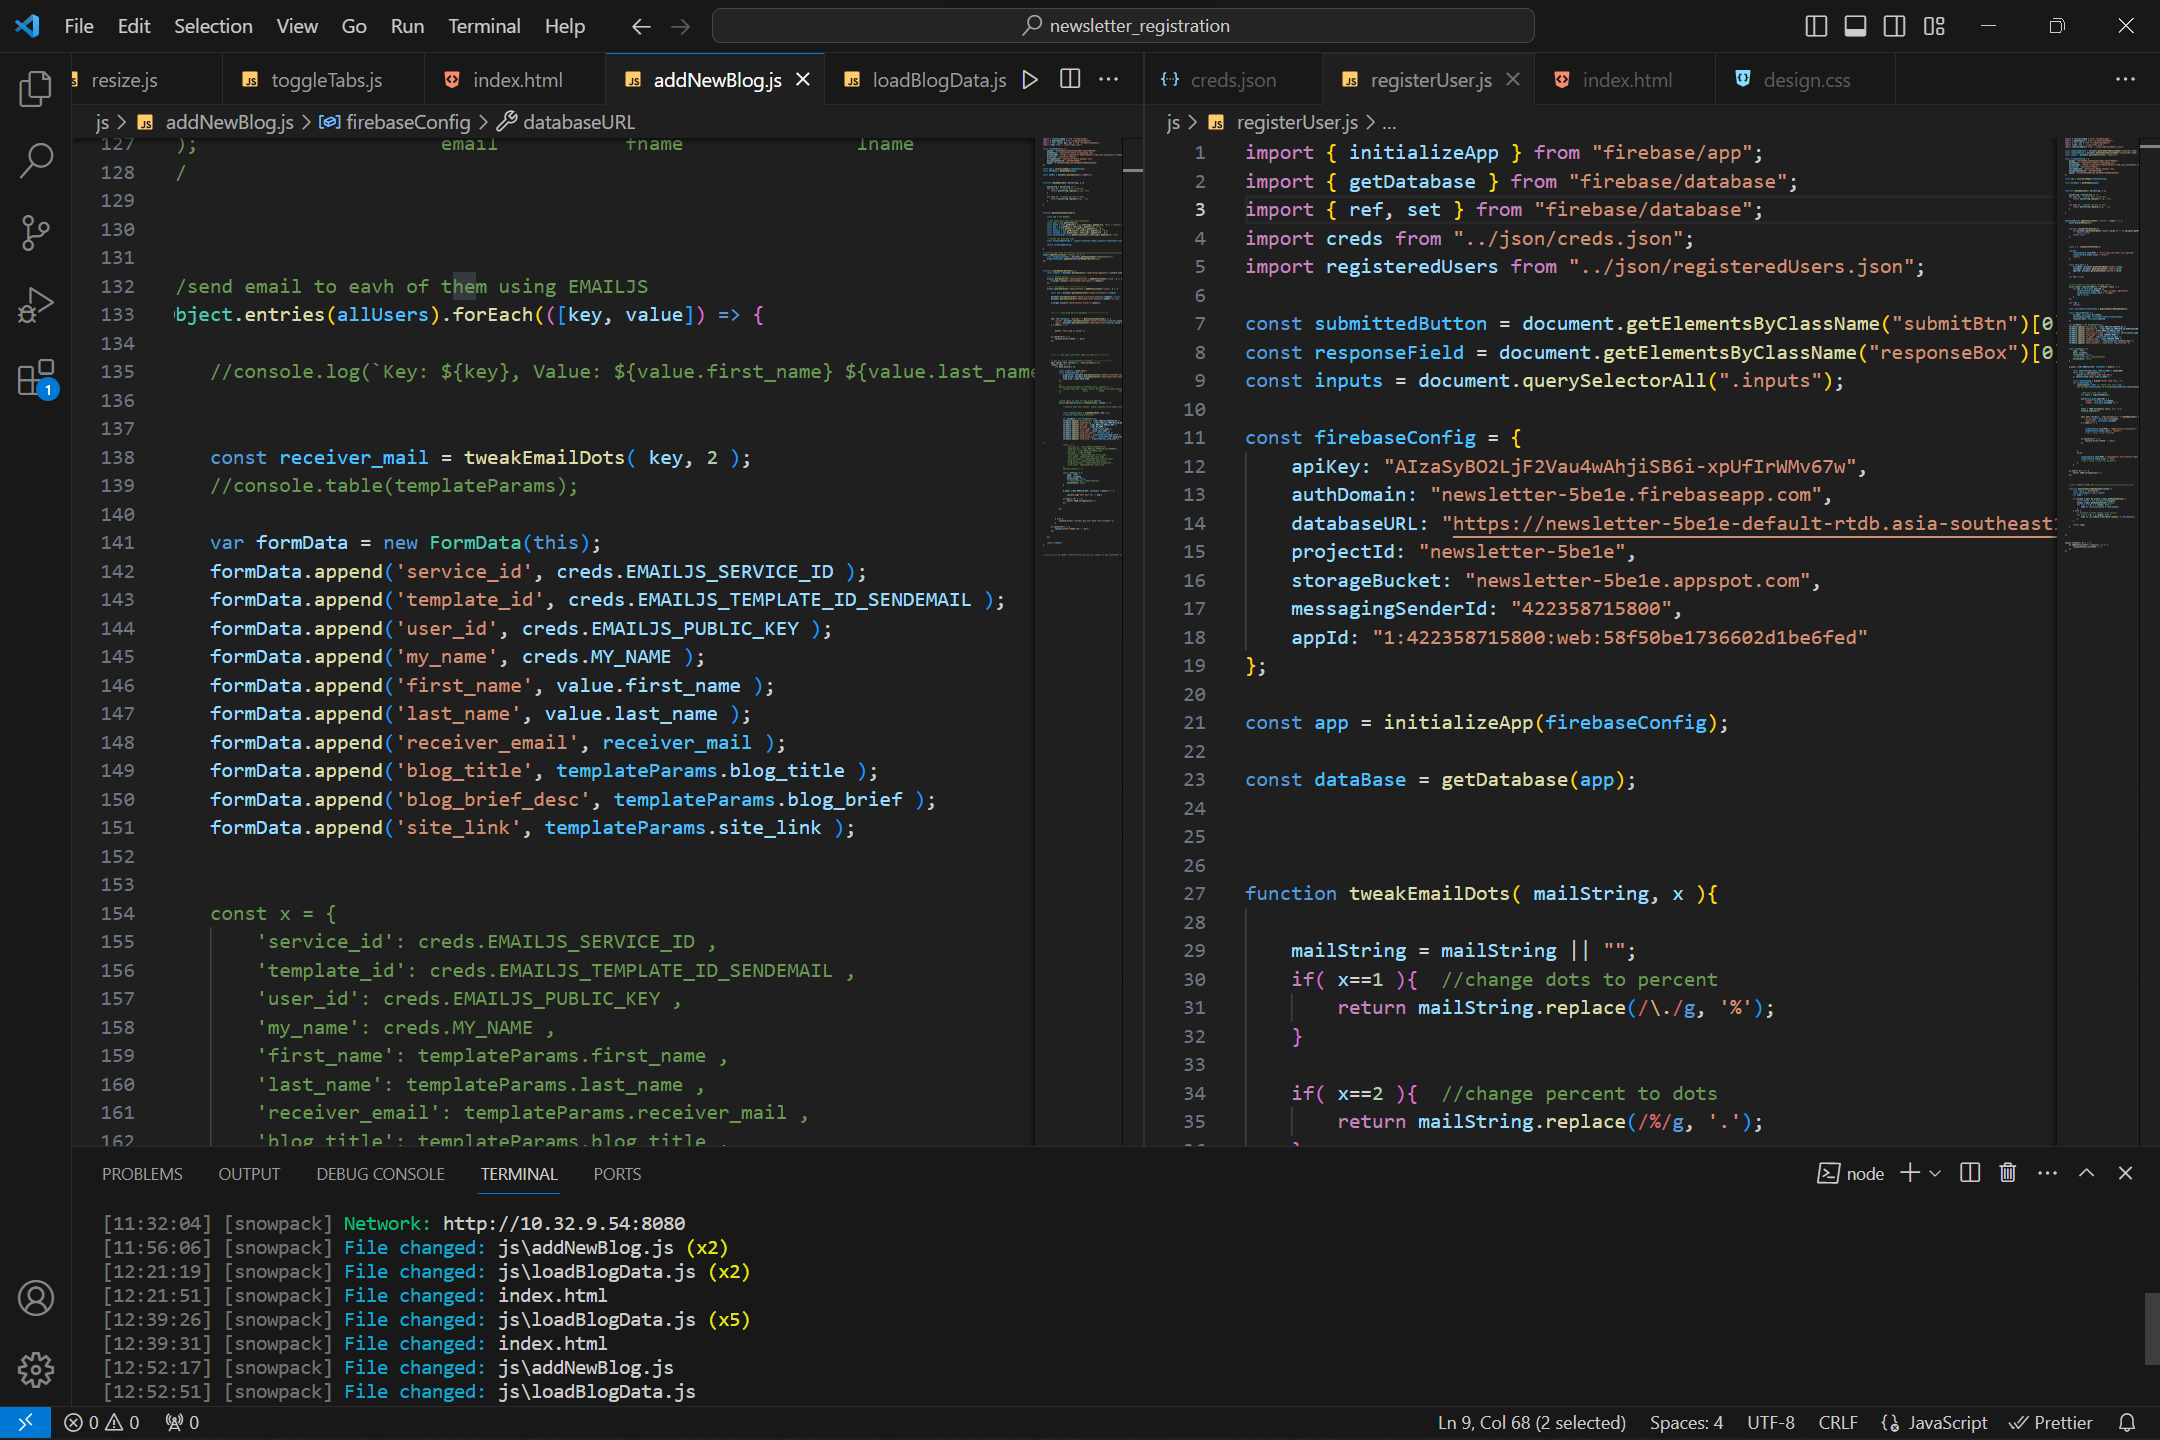 File Edit Selection View Go Run Terminal Help
newsletter_registration
resize.js toggleTabs.js index.html addNewBlog.js loadBlogData.js
js > addNewBlog.js > firebaseConfig > databaseURL
127 ); email fname lname
128 /
129
130
131
132 /send email to eavh of them using EMAILJS
133 bject.entries(allUsers).forEach(([key, value]) => {
134
135 //console.log(`Key: ${key}, Value: ${value.first_name} ${value.last_name
136
137
138 const receiver_mail = tweakEmailDots( key, 2 );
139 //console.table(templateParams);
140
141 var formData = new FormData(this);
142 formData.append('service_id', creds.EMAILJS_SERVICE_ID );
143 formData.append('template_id', creds.EMAILJS_TEMPLATE_ID_SENDEMAIL );
144 formData.append('user_id', creds.EMAILJS_PUBLIC_KEY );
145 formData.append('my_name', creds.MY_NAME );
146 formData.append('first_name', value.first_name );
147 formData.append('last_name', value.last_name );
148 formData.append('receiver_email', receiver_mail );
149 formData.append('blog_title', templateParams.blog_title );
150 formData.append('blog_brief_desc', templateParams.blog_brief );
151 formData.append('site_link', templateParams.site_link );
152
153
154 const x = {
155 'service_id': creds.EMAILJS_SERVICE_ID ,
156 'template_id': creds.EMAILJS_TEMPLATE_ID_SENDEMAIL ,
157 'user_id': creds.EMAILJS_PUBLIC_KEY ,
158 'my_name': creds.MY_NAME ,
159 'first_name': templateParams.first_name ,
160 'last_name': templateParams.last_name ,
161 'receiver_email': templateParams.receiver_mail ,
162 'blog_title': templateParams.blog_title ,
creds.json registerUser.js index.html design.css
js > registerUser.js > ...
1 import { initializeApp } from "firebase/app";
2 import { getDatabase } from "firebase/database";
3 import { ref, set } from "firebase/database";
4 import creds from "../json/creds.json";
5 import registeredUsers from "../json/registeredUsers.json";
6
7 const submittedButton = document.getElementsByClassName("submitBtn")[0
8 const responseField = document.getElementsByClassName("responseBox")[0
9 const inputs = document.querySelectorAll(".inputs");
10
11 const firebaseConfig = {
12 apiKey: "AIzaSyBO2LjF2Vau4wAhjiSB6i-xpUfIrWMv67w",
13 authDomain: "newsletter-5be1e.firebaseapp.com",
14 databaseURL: "https://newsletter-5be1e-default-rtdb.asia-southeast1
15 projectId: "newsletter-5be1e",
16 storageBucket: "newsletter-5be1e.appspot.com",
17 messagingSenderId: "422358715800",
18 appId: "1:422358715800:web:58f50be1736602d1be6fed"
19 };
20
21 const app = initializeApp(firebaseConfig);
22
23 const dataBase = getDatabase(app);
24
25
26
27 function tweakEmailDots( mailString, x ){
28
29 mailString = mailString || "";
30 if( x==1 ){ //change dots to percent
31 return mailString.replace(/\./g, '%');
32 }
33
34 if( x==2 ){ //change percent to dots
35 return mailString.replace(/%/g, '.');
PROBLEMS OUTPUT DEBUG CONSOLE TERMINAL PORTS
node
[11:32:04] [snowpack] Network: http://10.32.9.54:8080
[11:56:06] [snowpack] File changed: js\addNewBlog.js (x2)
[12:21:19] [snowpack] File changed: js\loadBlogData.js (x2)
[12:21:51] [snowpack] File changed: index.html
[12:39:26] [snowpack] File changed: js\loadBlogData.js (x5)
[12:39:31] [snowpack] File changed: index.html
[12:52:17] [snowpack] File changed: js\addNewBlog.js
[12:52:51] [snowpack] File changed: js\loadBlogData.js
1
0 0 0
Ln 9, Col 68 (2 selected) Spaces: 4 UTF-8 CRLF JavaScript Prettier